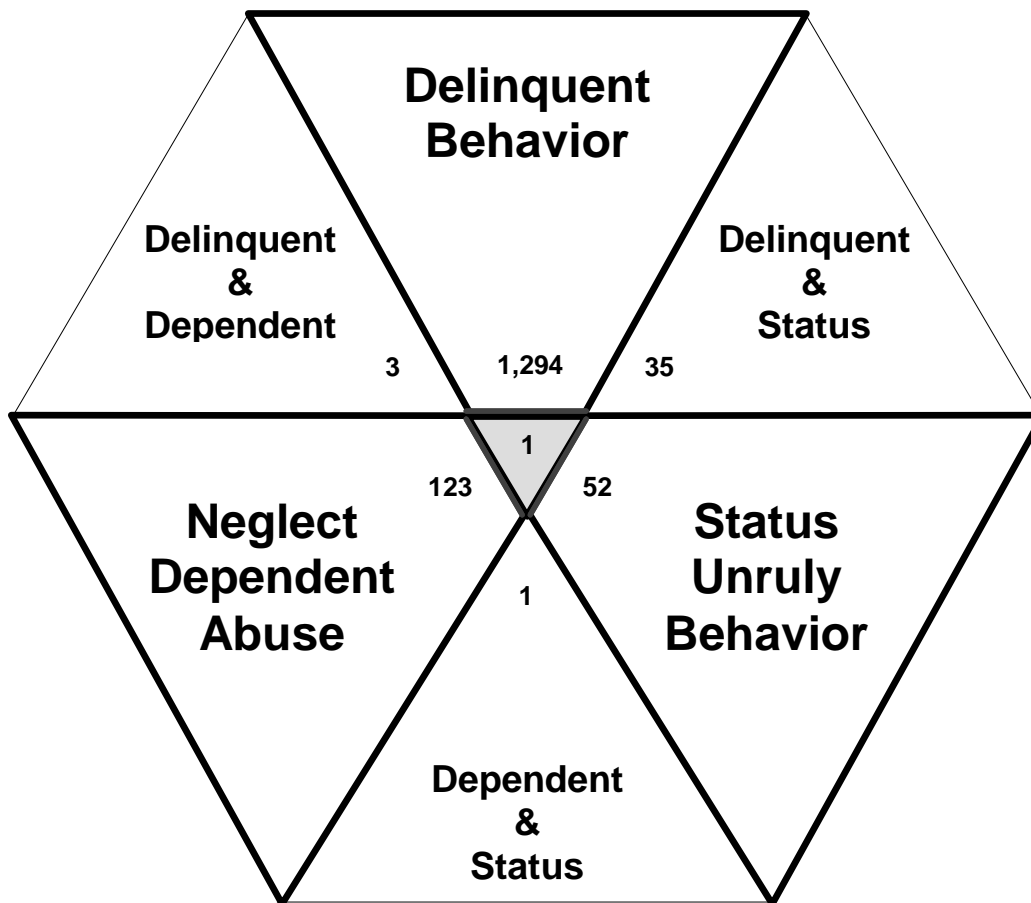 Delinquent
Behavior
Delinquent
&
Dependent
Delinquent
&
Status
3
1,294
35
1
123
52
Neglect
Dependent
Abuse
Status
Unruly
Behavior
1
Dependent
&
Status